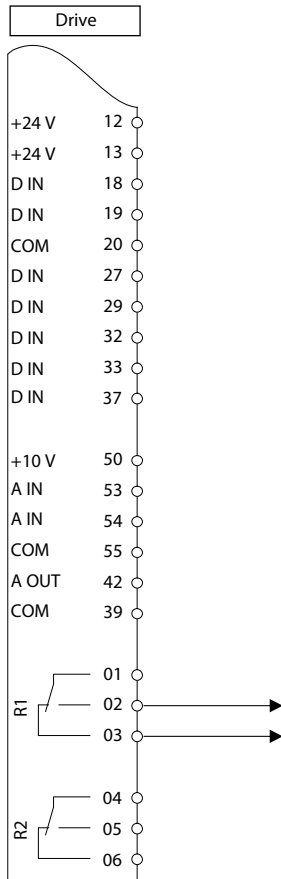 Drive
+24 V 12
+24 V 13
D IN 18
D IN 19
COM 20
D IN 27
D IN 29
D IN 32
D IN 33
D IN 37
+10 V 50
A IN 53
A IN 54
COM 55
A OUT 42
COM 39
R1
01
02
03
R2
04
05
06